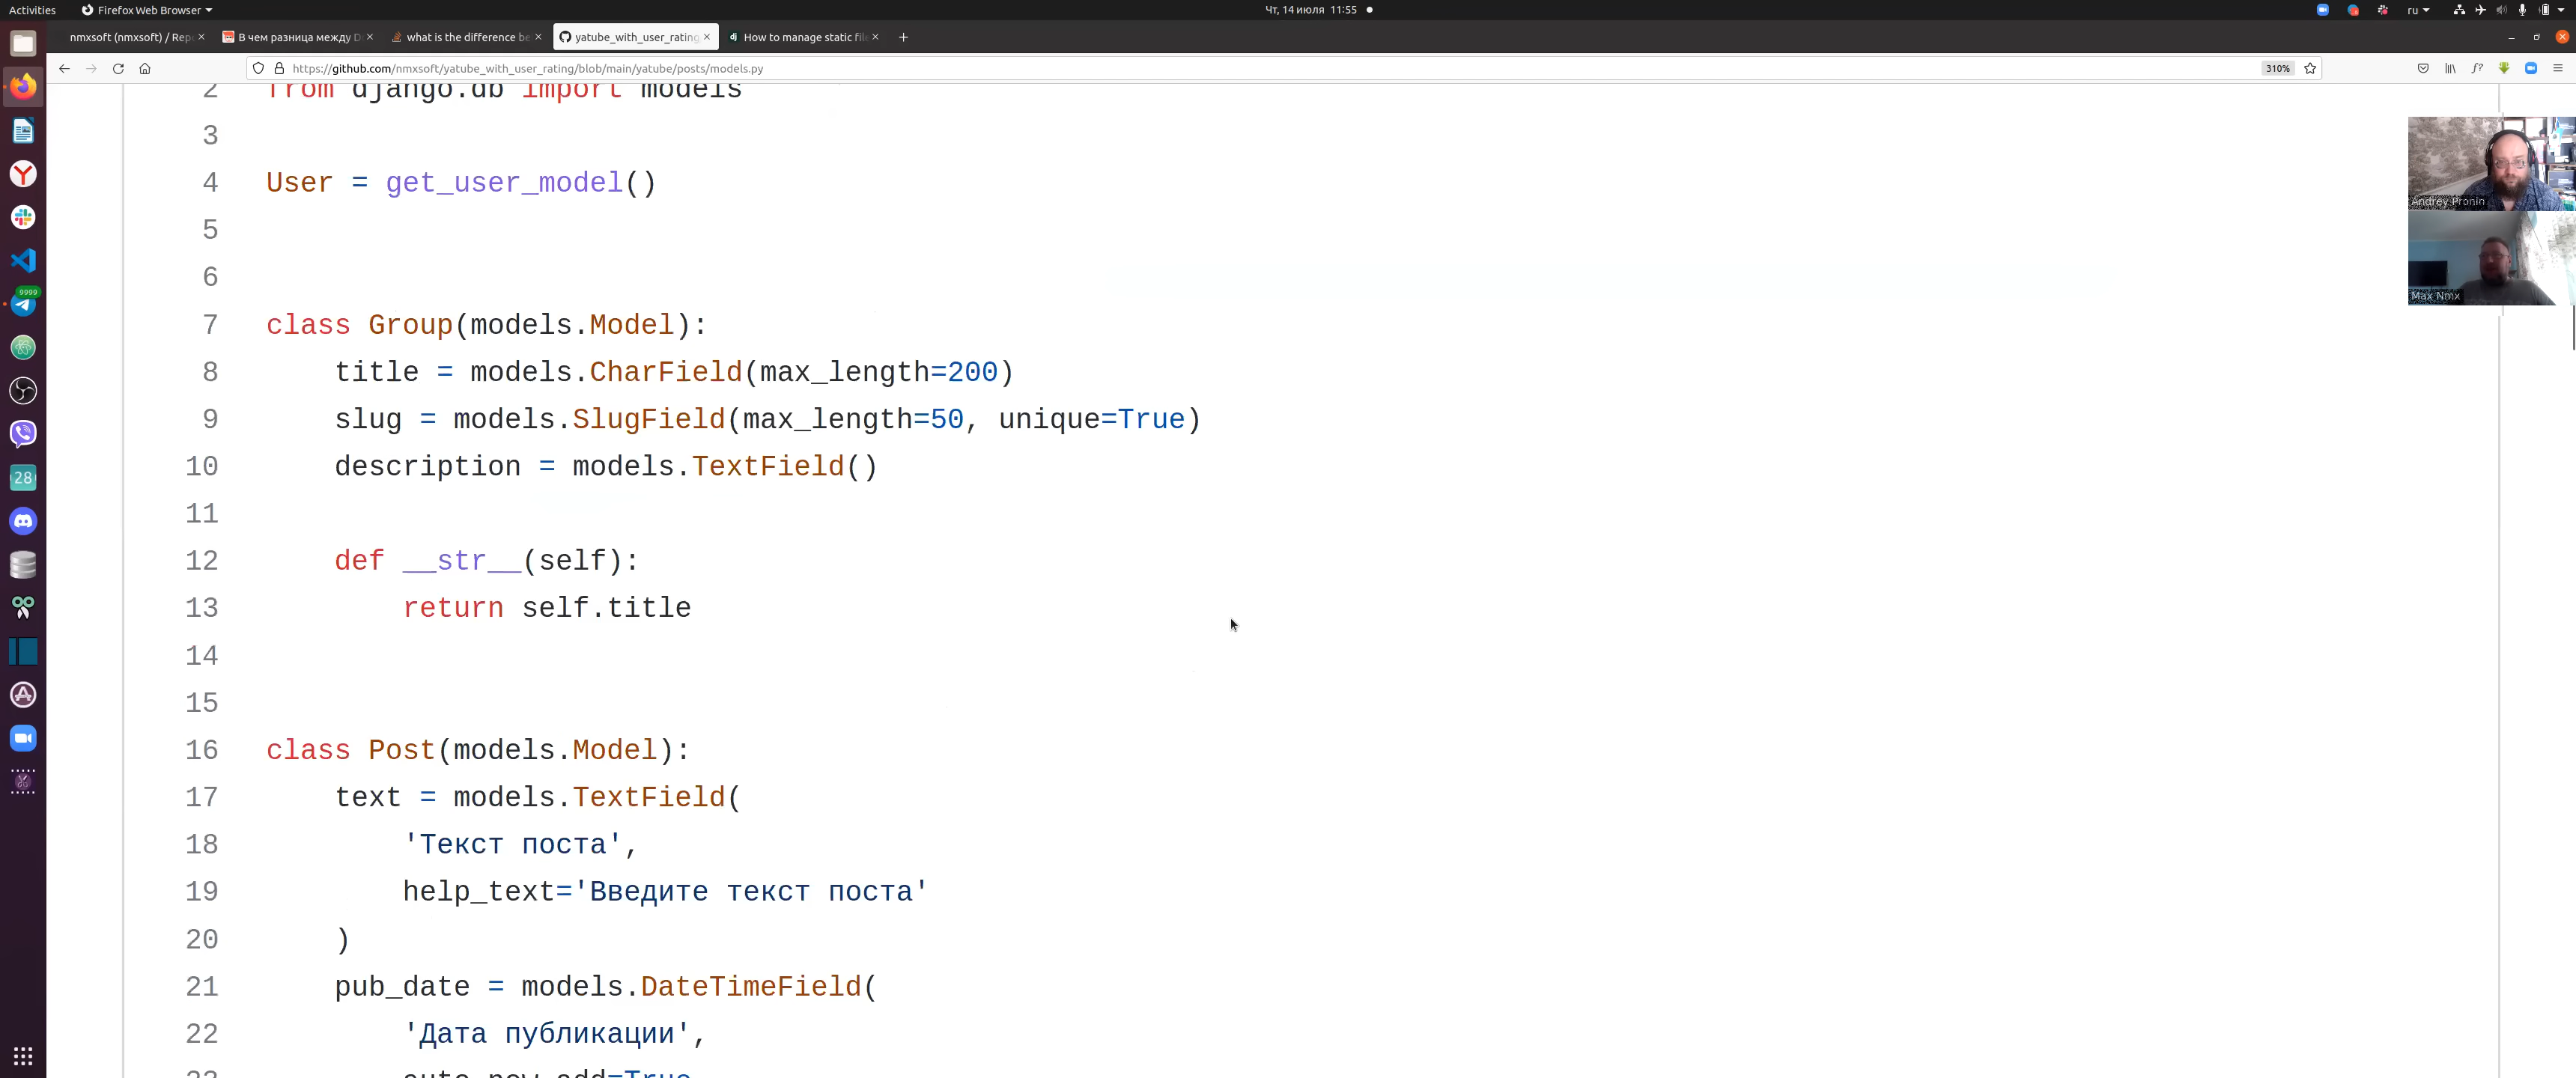 Activities Firefox Web Browser Чт, 14 июля 11:55 ru
nmxsoft (nmxsoft) / Repo В чем разница между D what is the difference be yatube_with_user_rating How to manage static file
https://github.com/nmxsoft/yatube_with_user_rating/blob/main/yatube/posts/models.py 310%
2 from django.db import models
3
4 User = get_user_model()
5
6
7 class Group(models.Model):
8 title = models.CharField(max_length=200)
9 slug = models.SlugField(max_length=50, unique=True)
10 description = models.TextField()
11
12 def __str__(self):
13 return self.title
14
15
16 class Post(models.Model):
17 text = models.TextField(
18 'Текст поста',
19 help_text='Введите текст поста'
20 )
21 pub_date = models.DateTimeField(
22 'Дата публикации',
23 auto_now_add=True
Andrey Pronin
Max Nmx
9999
28